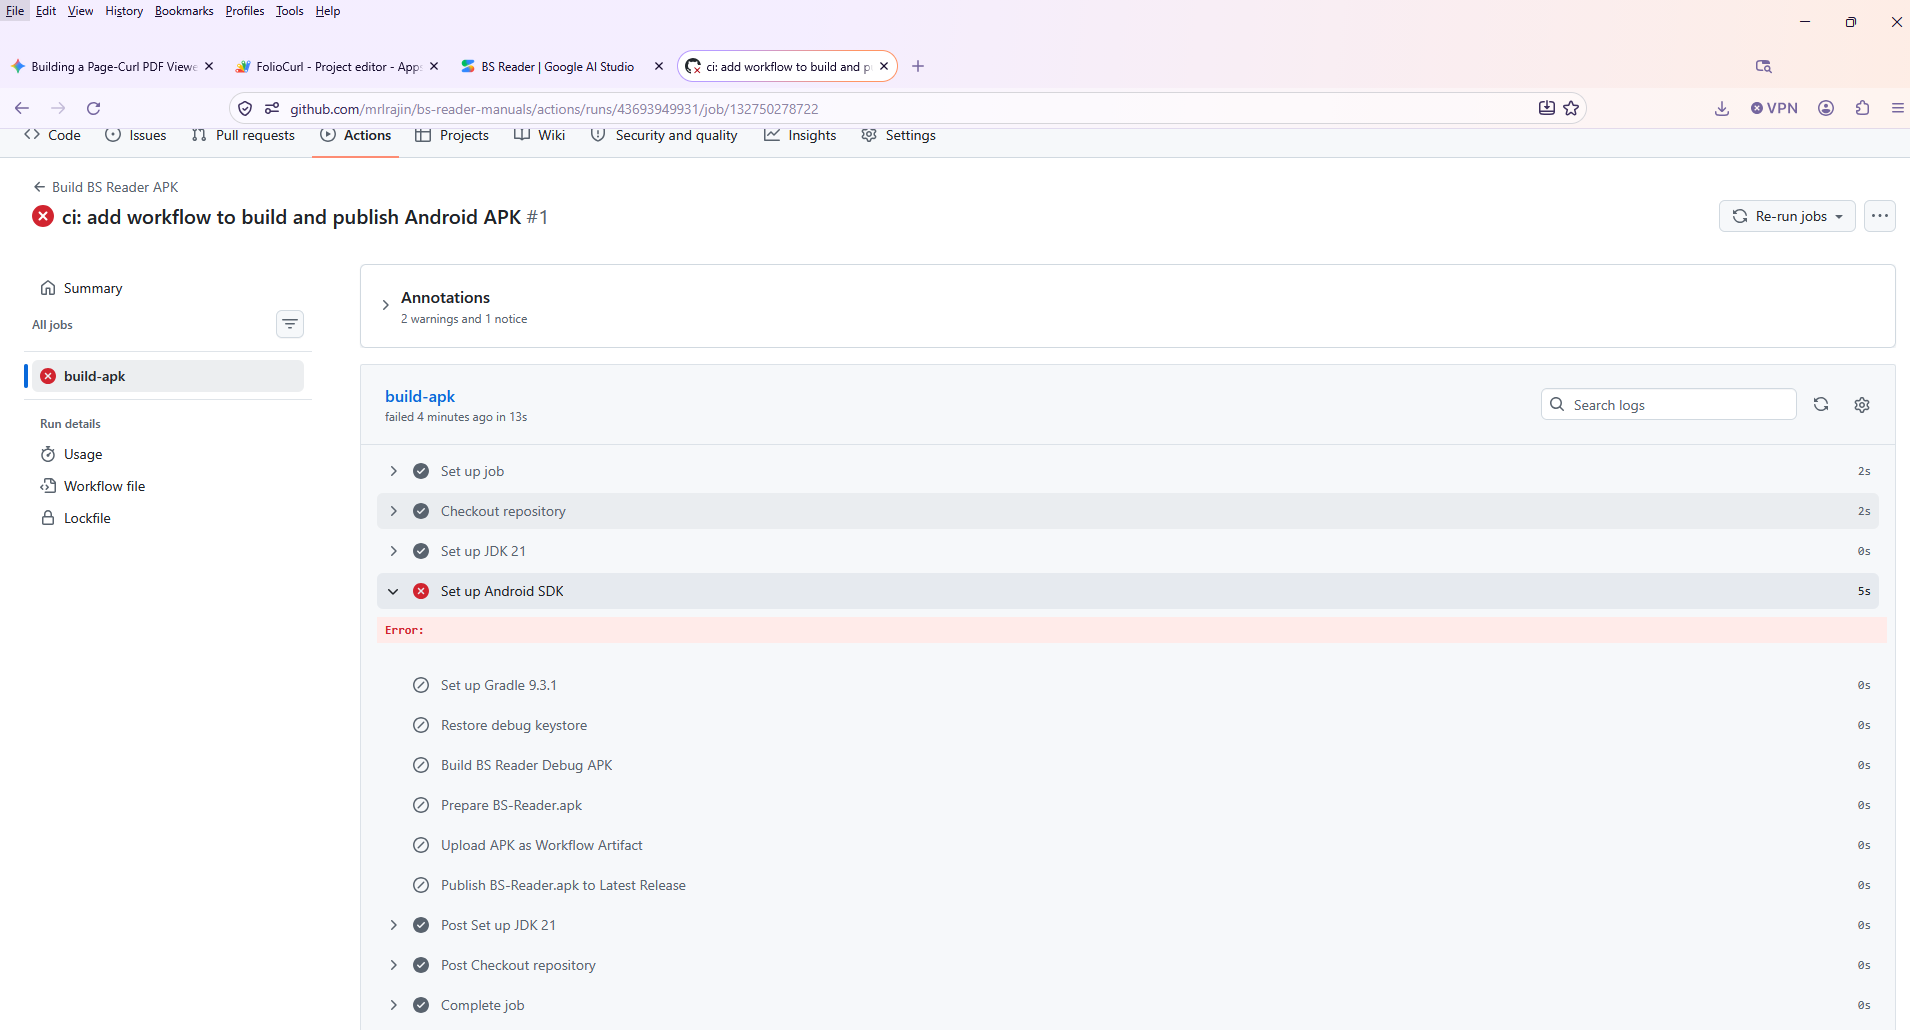 File Edit View History Bookmarks Profiles Tools Help
Building a Page-Curl PDF Viewe
FolioCurl - Project editor - Apps
BS Reader | Google AI Studio
ci: add workflow to build and p
github.com/mrlrajin/bs-reader-manuals/actions/runs/43693949931/job/132750278722
VPN
Code Issues Pull requests Actions Projects Wiki Security and quality Insights Settings
Build BS Reader APK
ci: add workflow to build and publish Android APK #1
Re-run jobs
Summary
All jobs
build-apk
Run details
Usage
Workflow file
Lockfile
Annotations
2 warnings and 1 notice
build-apk
failed 4 minutes ago in 13s
Search logs
Set up job 2s
Checkout repository 2s
Set up JDK 21 0s
Set up Android SDK 5s
Error:
Set up Gradle 9.3.1 0s
Restore debug keystore 0s
Build BS Reader Debug APK 0s
Prepare BS-Reader.apk 0s
Upload APK as Workflow Artifact 0s
Publish BS-Reader.apk to Latest Release 0s
Post Set up JDK 21 0s
Post Checkout repository 0s
Complete job 0s